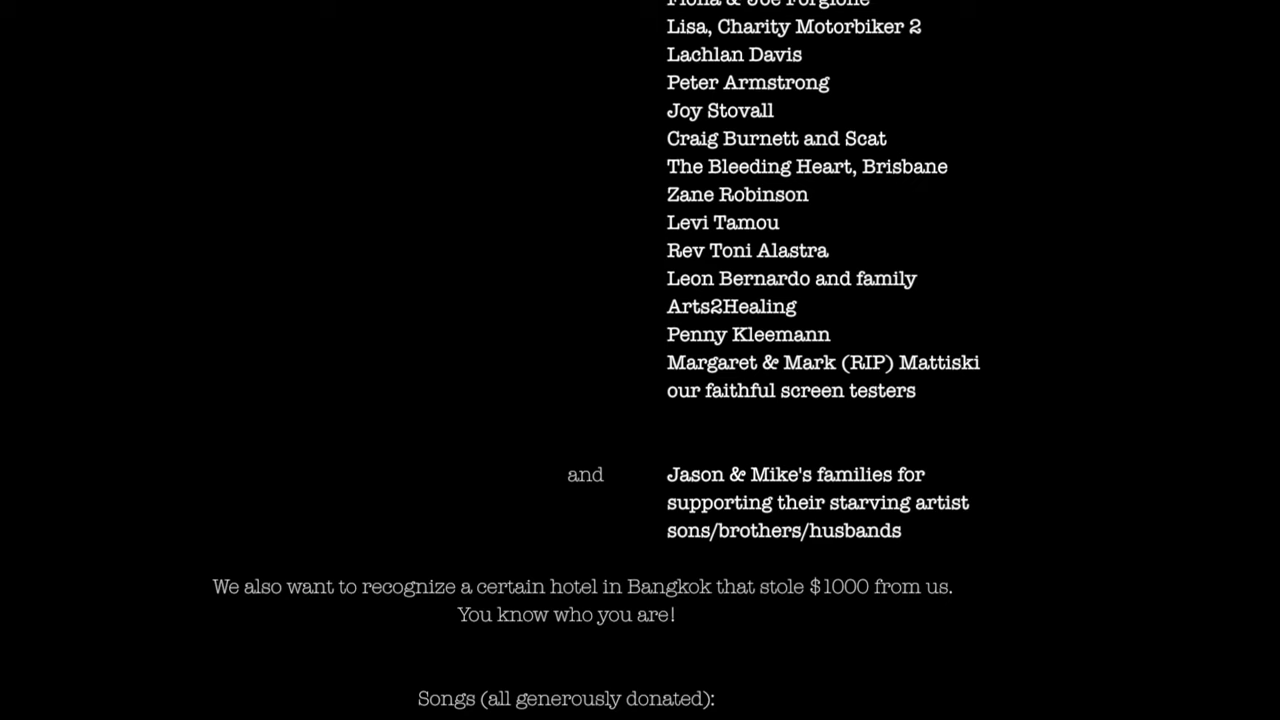 Fiona & Joe Forgione
Lisa, Charity Motorbiker 2
Lachlan Davis
Peter Armstrong
Joy Stovall
Craig Burnett and Scat
The Bleeding Heart, Brisbane
Zane Robinson
Levi Tamou
Rev Toni Alastra
Leon Bernardo and family
Arts2Healing
Penny Kleemann
Margaret & Mark (RIP) Mattiski
our faithful screen testers
and Jason & Mike's families for
supporting their starving artist
sons/brothers/husbands
We also want to recognize a certain hotel in Bangkok that stole $1000 from us.
You know who you are!
Songs (all generously donated):